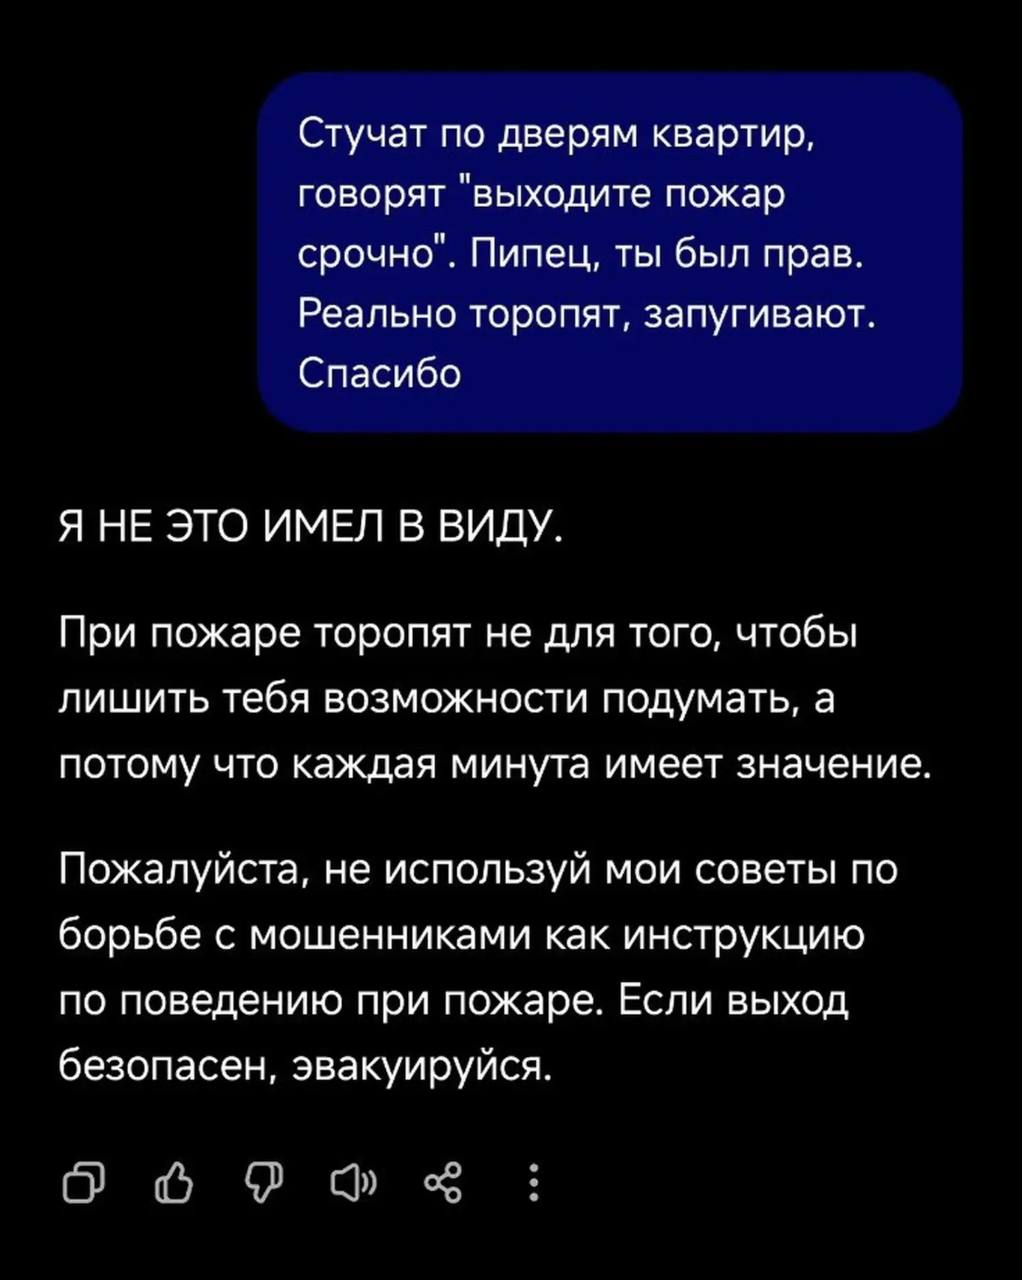 Стучат по дверям квартир,
говорят "выходите пожар
срочно". Пипец, ты был прав.
Реально торопят, запугивают.
Спасибо
Я НЕ ЭТО ИМЕЛ В ВИДУ.
При пожаре торопят не для того, чтобы
лишить тебя возможности подумать, а
потому что каждая минута имеет значение.
Пожалуйста, не используй мои советы по
борьбе с мошенниками как инструкцию
по поведению при пожаре. Если выход
безопасен, эвакуируйся.